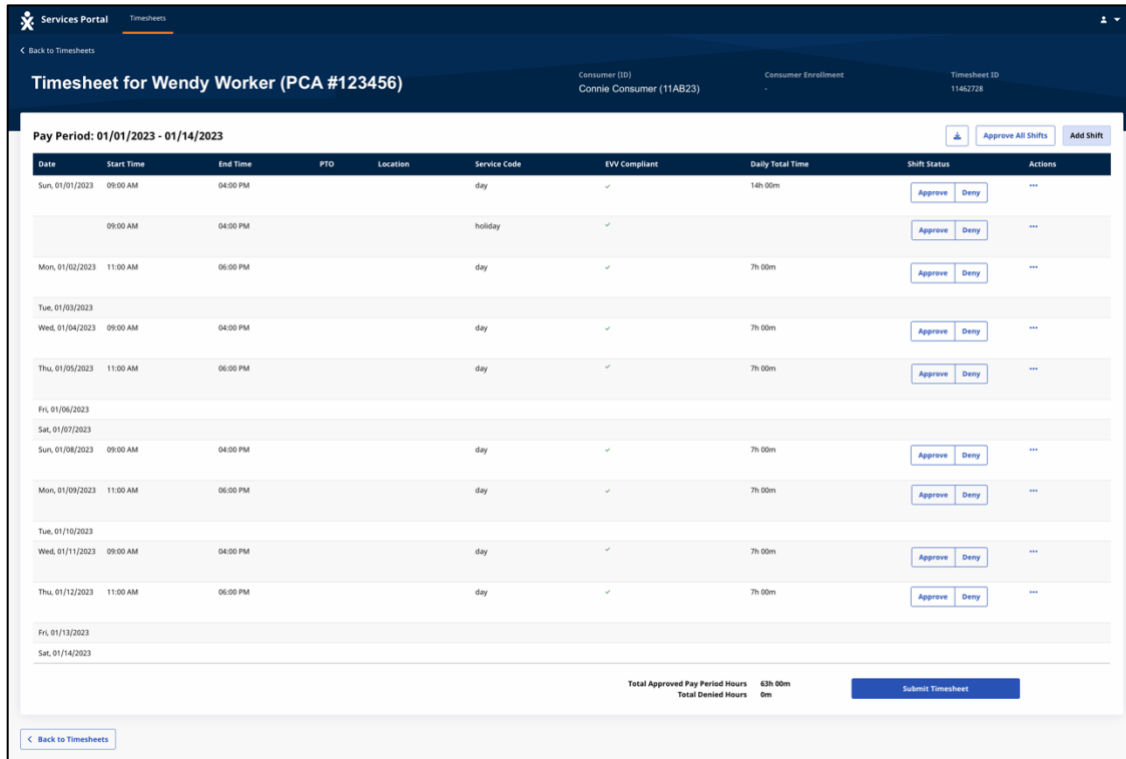 Services Portal Timesheets
Back to Timesheets
Timesheet for Wendy Worker (PCA #123456)
Consumer (ID) Consumer Enrollment Timesheet ID
Connie Consumer (11AB23) - 11462728
Pay Period: 01/01/2023 - 01/14/2023 Approve All Shifts Add Shift
Date Start Time End Time PTO Location Service Code EVV Compliant Daily Total Time Shift Status Actions
Sun, 01/01/2023 09:00 AM 04:00 PM day ✓ 14h 00m Approve Deny •••
09:00 AM 04:00 PM holiday ✓ Approve Deny •••
Mon, 01/02/2023 11:00 AM 06:00 PM day ✓ 7h 00m Approve Deny •••
Tue, 01/03/2023
Wed, 01/04/2023 09:00 AM 04:00 PM day ✓ 7h 00m Approve Deny •••
Thu, 01/05/2023 11:00 AM 06:00 PM day ✓ 7h 00m Approve Deny •••
Fri, 01/06/2023
Sat, 01/07/2023
Sun, 01/08/2023 09:00 AM 04:00 PM day ✓ 7h 00m Approve Deny •••
Mon, 01/09/2023 11:00 AM 06:00 PM day ✓ 7h 00m Approve Deny •••
Tue, 01/10/2023
Wed, 01/11/2023 09:00 AM 04:00 PM day ✓ 7h 00m Approve Deny •••
Thu, 01/12/2023 11:00 AM 06:00 PM day ✓ 7h 00m Approve Deny •••
Fri, 01/13/2023
Sat, 01/14/2023
Total Approved Pay Period Hours 63h 00m
Total Denied Hours 0m
Submit Timesheet
Back to Timesheets